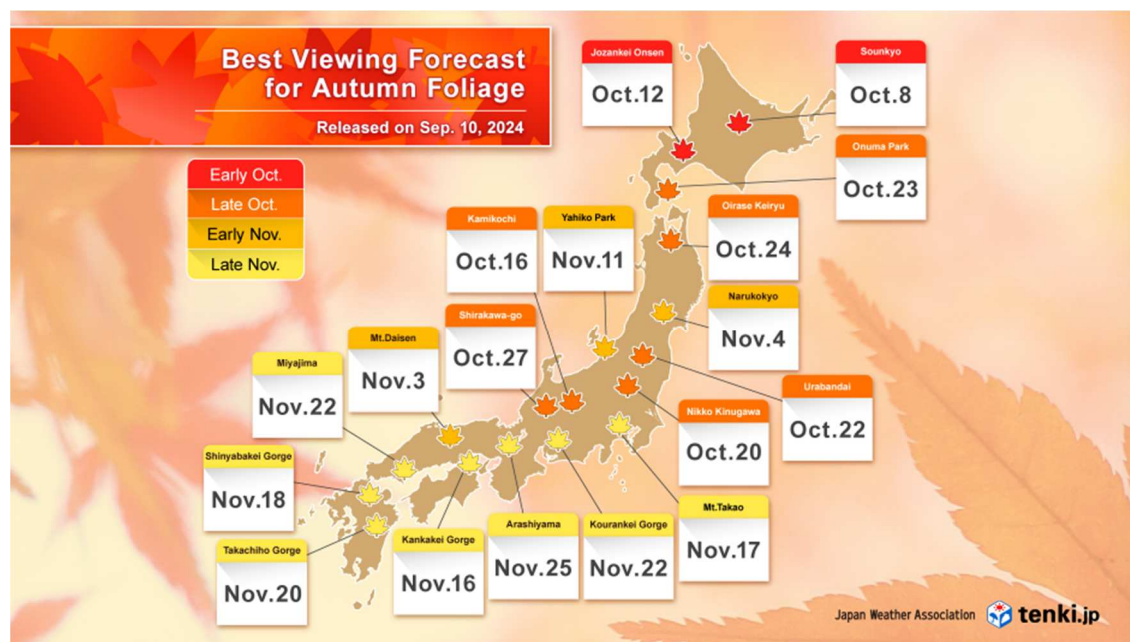 Best Viewing Forecast
for Autumn Foliage
Released on Sep. 10, 2024
Early Oct.
Late Oct.
Early Nov.
Late Nov.
Jozankei Onsen
Oct.12
Sounkyo
Oct.8
Onuma Park
Oct.23
Oirase Keiryu
Oct.24
Kamikochi
Oct.16
Yahiko Park
Nov.11
Narukokyo
Nov.4
Shirakawa-go
Oct.27
Mt.Daisen
Nov.3
Miyajima
Nov.22
Urabandai
Oct.22
Nikko Kinugawa
Oct.20
Shinyabakei Gorge
Nov.18
Mt.Takao
Nov.17
Arashiyama
Nov.25
Kourankei Gorge
Nov.22
Kankakei Gorge
Nov.16
Takachiho Gorge
Nov.20
Japan Weather Association tenki.jp